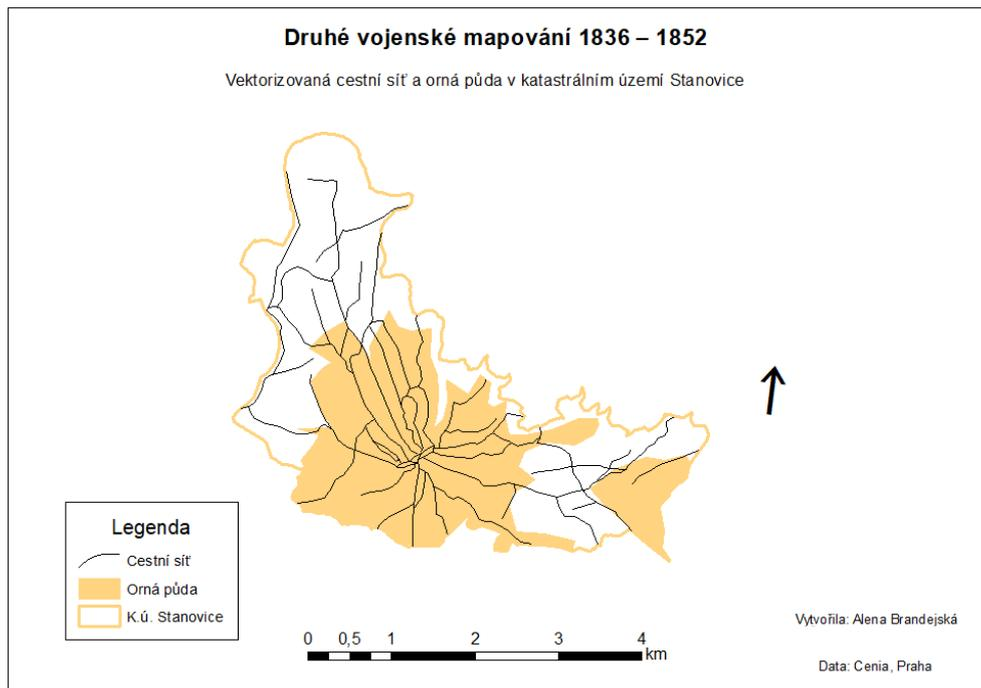 Druhé vojenské mapování 1836 – 1852
Vektorizovaná cestní síť a orná půda v katastrálním území Stanovice
Legenda
Cestní síť
Orná půda
K.ú. Stanovice
0 0,5 1 2 3 4
km
Vytvořila: Alena Brandejská
Data: Cenia, Praha